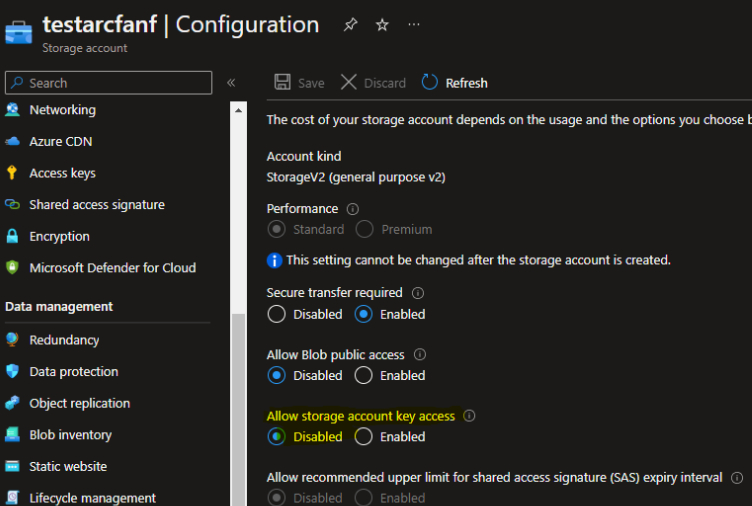 testarcfanf | Configuration
Storage account
Search
«
Networking
Azure CDN
Access keys
Shared access signature
Encryption
Microsoft Defender for Cloud
Data management
Redundancy
Data protection
Object replication
Blob inventory
Static website
Lifecycle management
Save Discard Refresh
The cost of your storage account depends on the usage and the options you choose
Account kind
StorageV2 (general purpose v2)
Performance
Standard Premium
This setting cannot be changed after the storage account is created.
Secure transfer required
Disabled Enabled
Allow Blob public access
Disabled Enabled
Allow storage account key access
Disabled Enabled
Allow recommended upper limit for shared access signature (SAS) expiry interval
Disabled Enabled